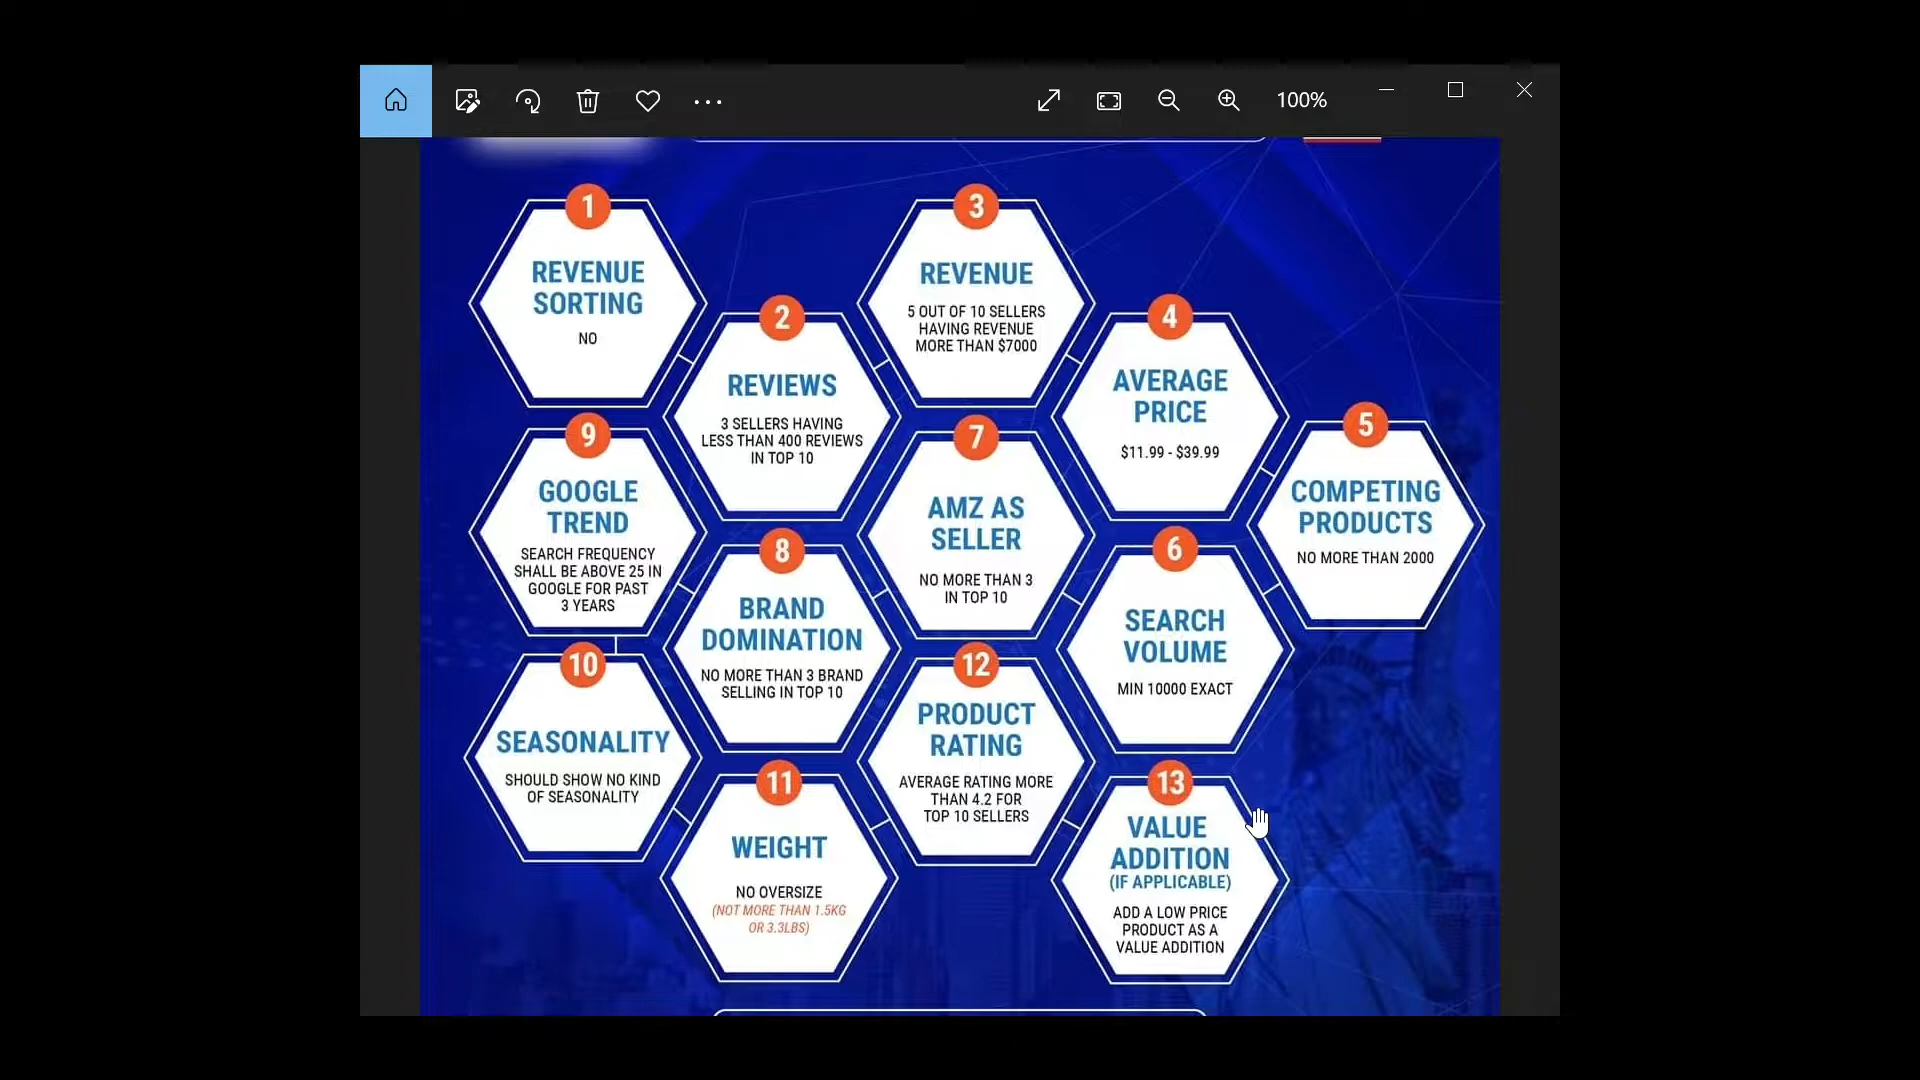 100%
1
REVENUE
SORTING
NO
2
REVIEWS
3 SELLERS HAVING
LESS THAN 400 REVIEWS
IN TOP 10
3
REVENUE
5 OUT OF 10 SELLERS
HAVING REVENUE
MORE THAN $7000
4
AVERAGE
PRICE
$11.99 - $39.99
5
COMPETING
PRODUCTS
NO MORE THAN 2000
6
SEARCH
VOLUME
MIN 10000 EXACT
7
AMZ AS
SELLER
NO MORE THAN 3
IN TOP 10
8
BRAND
DOMINATION
NO MORE THAN 3 BRAND
SELLING IN TOP 10
9
GOOGLE
TREND
SEARCH FREQUENCY
SHALL BE ABOVE 25 IN
GOOGLE FOR PAST
3 YEARS
10
SEASONALITY
SHOULD SHOW NO KIND
OF SEASONALITY
11
WEIGHT
NO OVERSIZE
(NOT MORE THAN 1.5KG
OR 3.3LBS)
12
PRODUCT
RATING
AVERAGE RATING MORE
THAN 4.2 FOR
TOP 10 SELLERS
13
VALUE
ADDITION
(IF APPLICABLE)
ADD A LOW PRICE
PRODUCT AS A
VALUE ADDITION